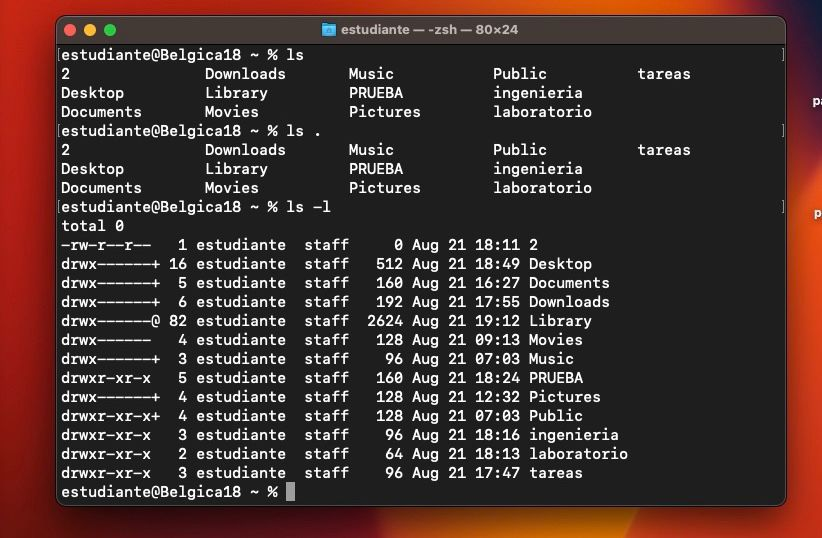 estudiante — -zsh — 80×24
[estudiante@Belgica18 ~ % ls ]
2 Downloads Music Public tareas
Desktop Library PRUEBA ingenieria
Documents Movies Pictures laboratorio
[estudiante@Belgica18 ~ % ls . ]
2 Downloads Music Public tareas
Desktop Library PRUEBA ingenieria
Documents Movies Pictures laboratorio
[estudiante@Belgica18 ~ % ls -l ]
total 0
-rw-r--r-- 1 estudiante staff 0 Aug 21 18:11 2
drwx------+ 16 estudiante staff 512 Aug 21 18:49 Desktop
drwx------+ 5 estudiante staff 160 Aug 21 16:27 Documents
drwx------+ 6 estudiante staff 192 Aug 21 17:55 Downloads
drwx------@ 82 estudiante staff 2624 Aug 21 19:12 Library
drwx------ 4 estudiante staff 128 Aug 21 09:13 Movies
drwx------+ 3 estudiante staff 96 Aug 21 07:03 Music
drwxr-xr-x 5 estudiante staff 160 Aug 21 18:24 PRUEBA
drwx------+ 4 estudiante staff 128 Aug 21 12:32 Pictures
drwxr-xr-x+ 4 estudiante staff 128 Aug 21 07:03 Public
drwxr-xr-x 3 estudiante staff 96 Aug 21 18:16 ingenieria
drwxr-xr-x 2 estudiante staff 64 Aug 21 18:13 laboratorio
drwxr-xr-x 3 estudiante staff 96 Aug 21 17:47 tareas
estudiante@Belgica18 ~ %